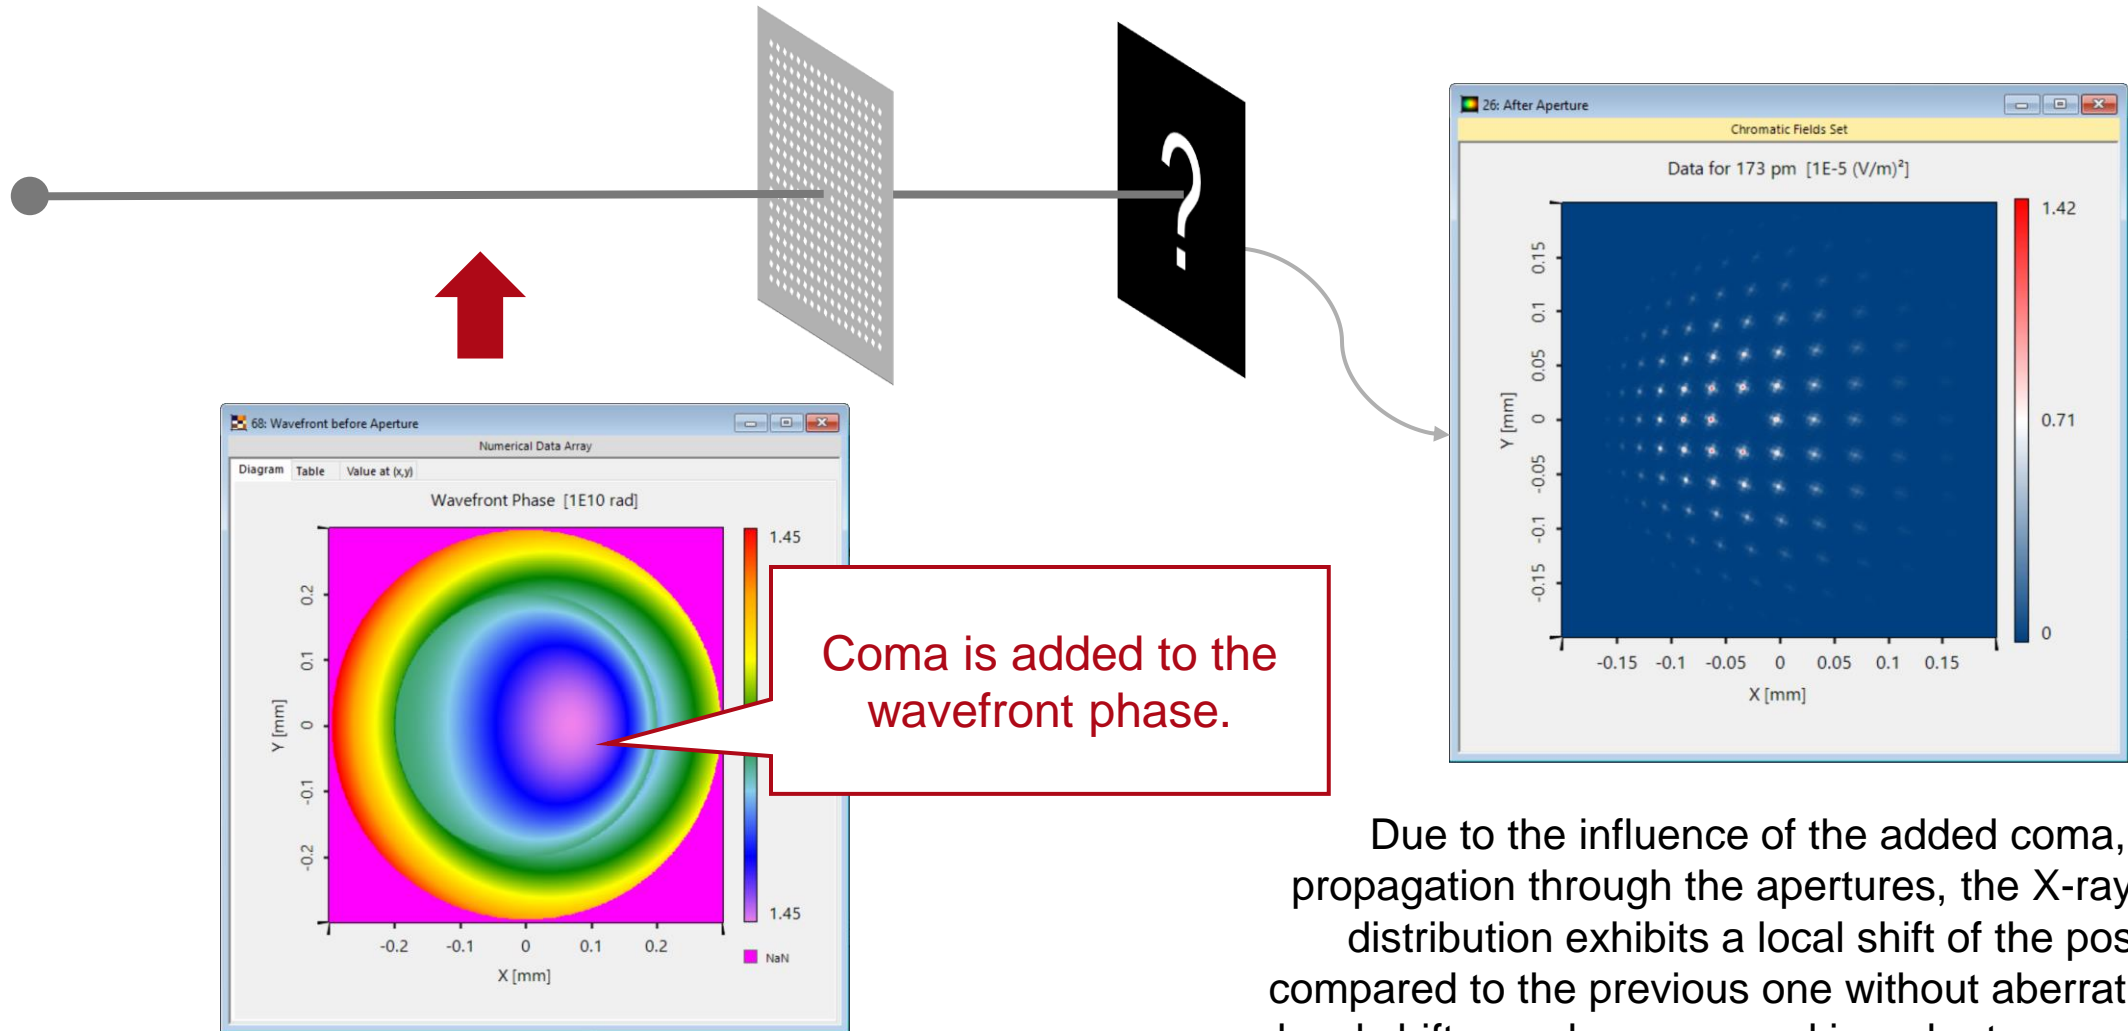 ?
26: After Aperture
Chromatic Fields Set
Data for 173 pm [1E-5 (V/m)²]
1.42
0.71
0
0.15
0.1
0.05
0
-0.05
-0.1
-0.15
Y [mm]
-0.15 -0.1 -0.05 0 0.05 0.1 0.15
X [mm]
68: Wavefront before Aperture
Numerical Data Array
Diagram Table Value at (x,y)
Wavefront Phase [1E10 rad]
1.45
1.45
NaN
0.2
0.1
0
-0.1
-0.2
Y [mm]
-0.2 -0.1 0 0.1 0.2
X [mm]
Coma is added to the
wavefront phase.
Due to the influence of the added coma,
propagation through the apertures, the X-ray
distribution exhibits a local shift of the pos
compared to the previous one without aberrat